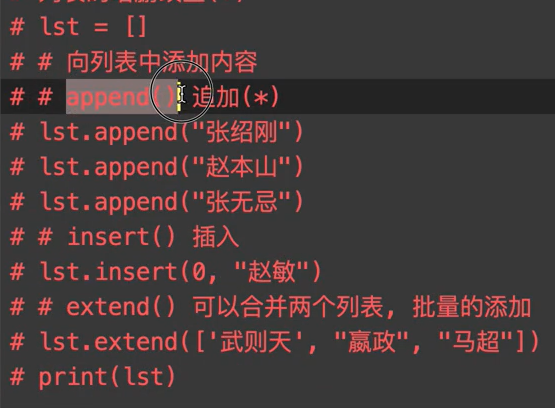 # lst = []
# # 向列表中添加内容
# # append() 追加(*)
# lst.append("张绍刚")
# lst.append("赵本山")
# lst.append("张无忌")
# # insert() 插入
# lst.insert(0, "赵敏")
# # extend() 可以合并两个列表, 批量的添加
# lst.extend(['武则天', "嬴政", "马超"])
# print(lst)